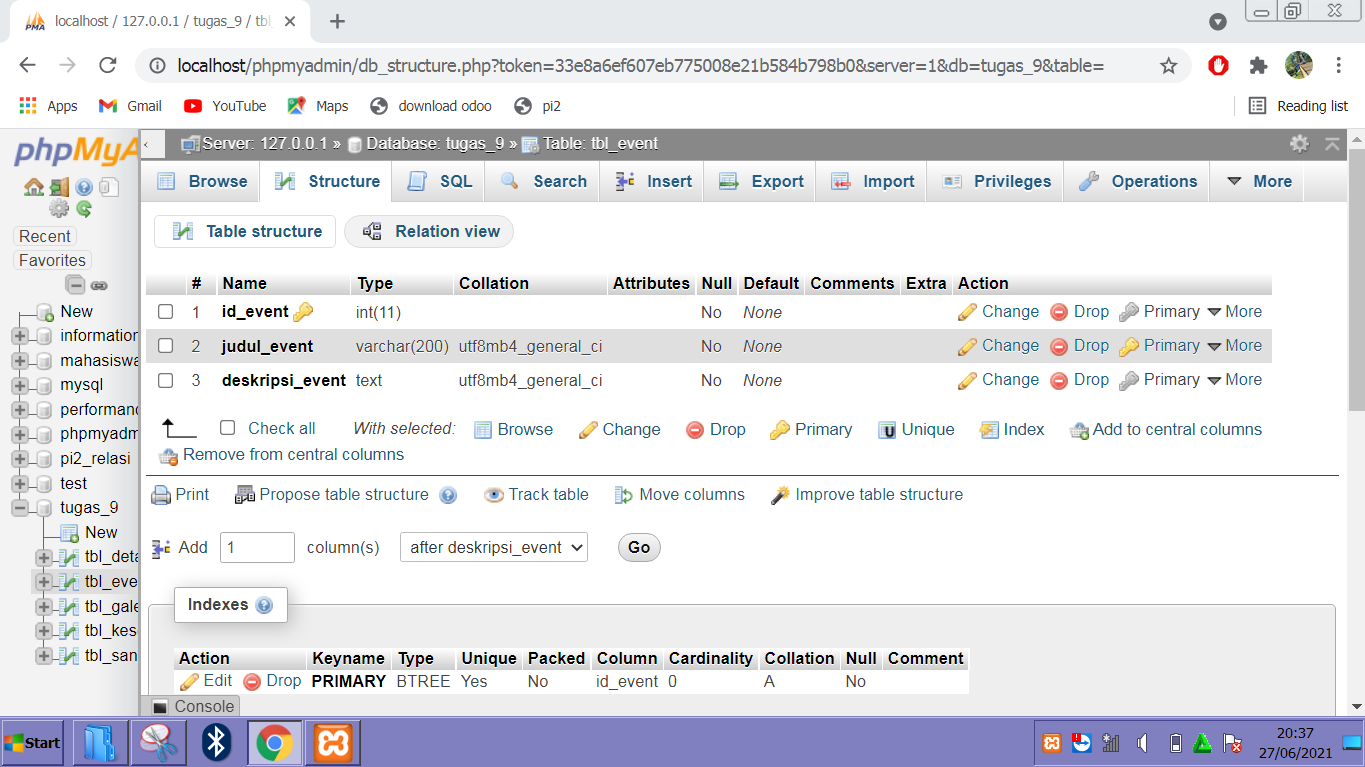 localhost / 127.0.0.1 / tugas_9 / tbl
localhost/phpmyadmin/db_structure.php?token=33e8a6ef607eb775008e21b584b798b0&server=1&db=tugas_9&table=
Apps Gmail YouTube Maps download odoo pi2 Reading list
phpMyA
Server: 127.0.0.1 » Database: tugas_9 » Table: tbl_event
Browse Structure SQL Search Insert Export Import Privileges Operations More
Recent
Favorites
New
information
mahasiswa
mysql
performanc
phpmyadm
pi2_relasi
test
tugas_9
New
tbl_deta
tbl_eve
tbl_gale
tbl_kes
tbl_san
Table structure Relation view
# Name Type Collation Attributes Null Default Comments Extra Action
1 id_event int(11) No None Change Drop Primary More
2 judul_event varchar(200) utf8mb4_general_ci No None Change Drop Primary More
3 deskripsi_event text utf8mb4_general_ci No None Change Drop Primary More
Check all With selected: Browse Change Drop Primary Unique Index Add to central columns
Remove from central columns
Print Propose table structure Track table Move columns Improve table structure
Add 1 column(s) after deskripsi_event Go
Indexes
Action Keyname Type Unique Packed Column Cardinality Collation Null Comment
Edit Drop PRIMARY BTREE Yes No id_event 0 A No
Console
Start
20:37
27/06/2021